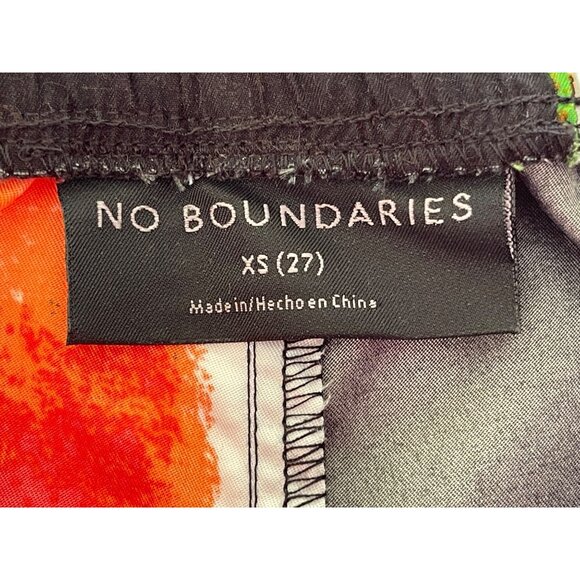 NO BOUNDARIES
XS (27)
Made in/Hecho en China